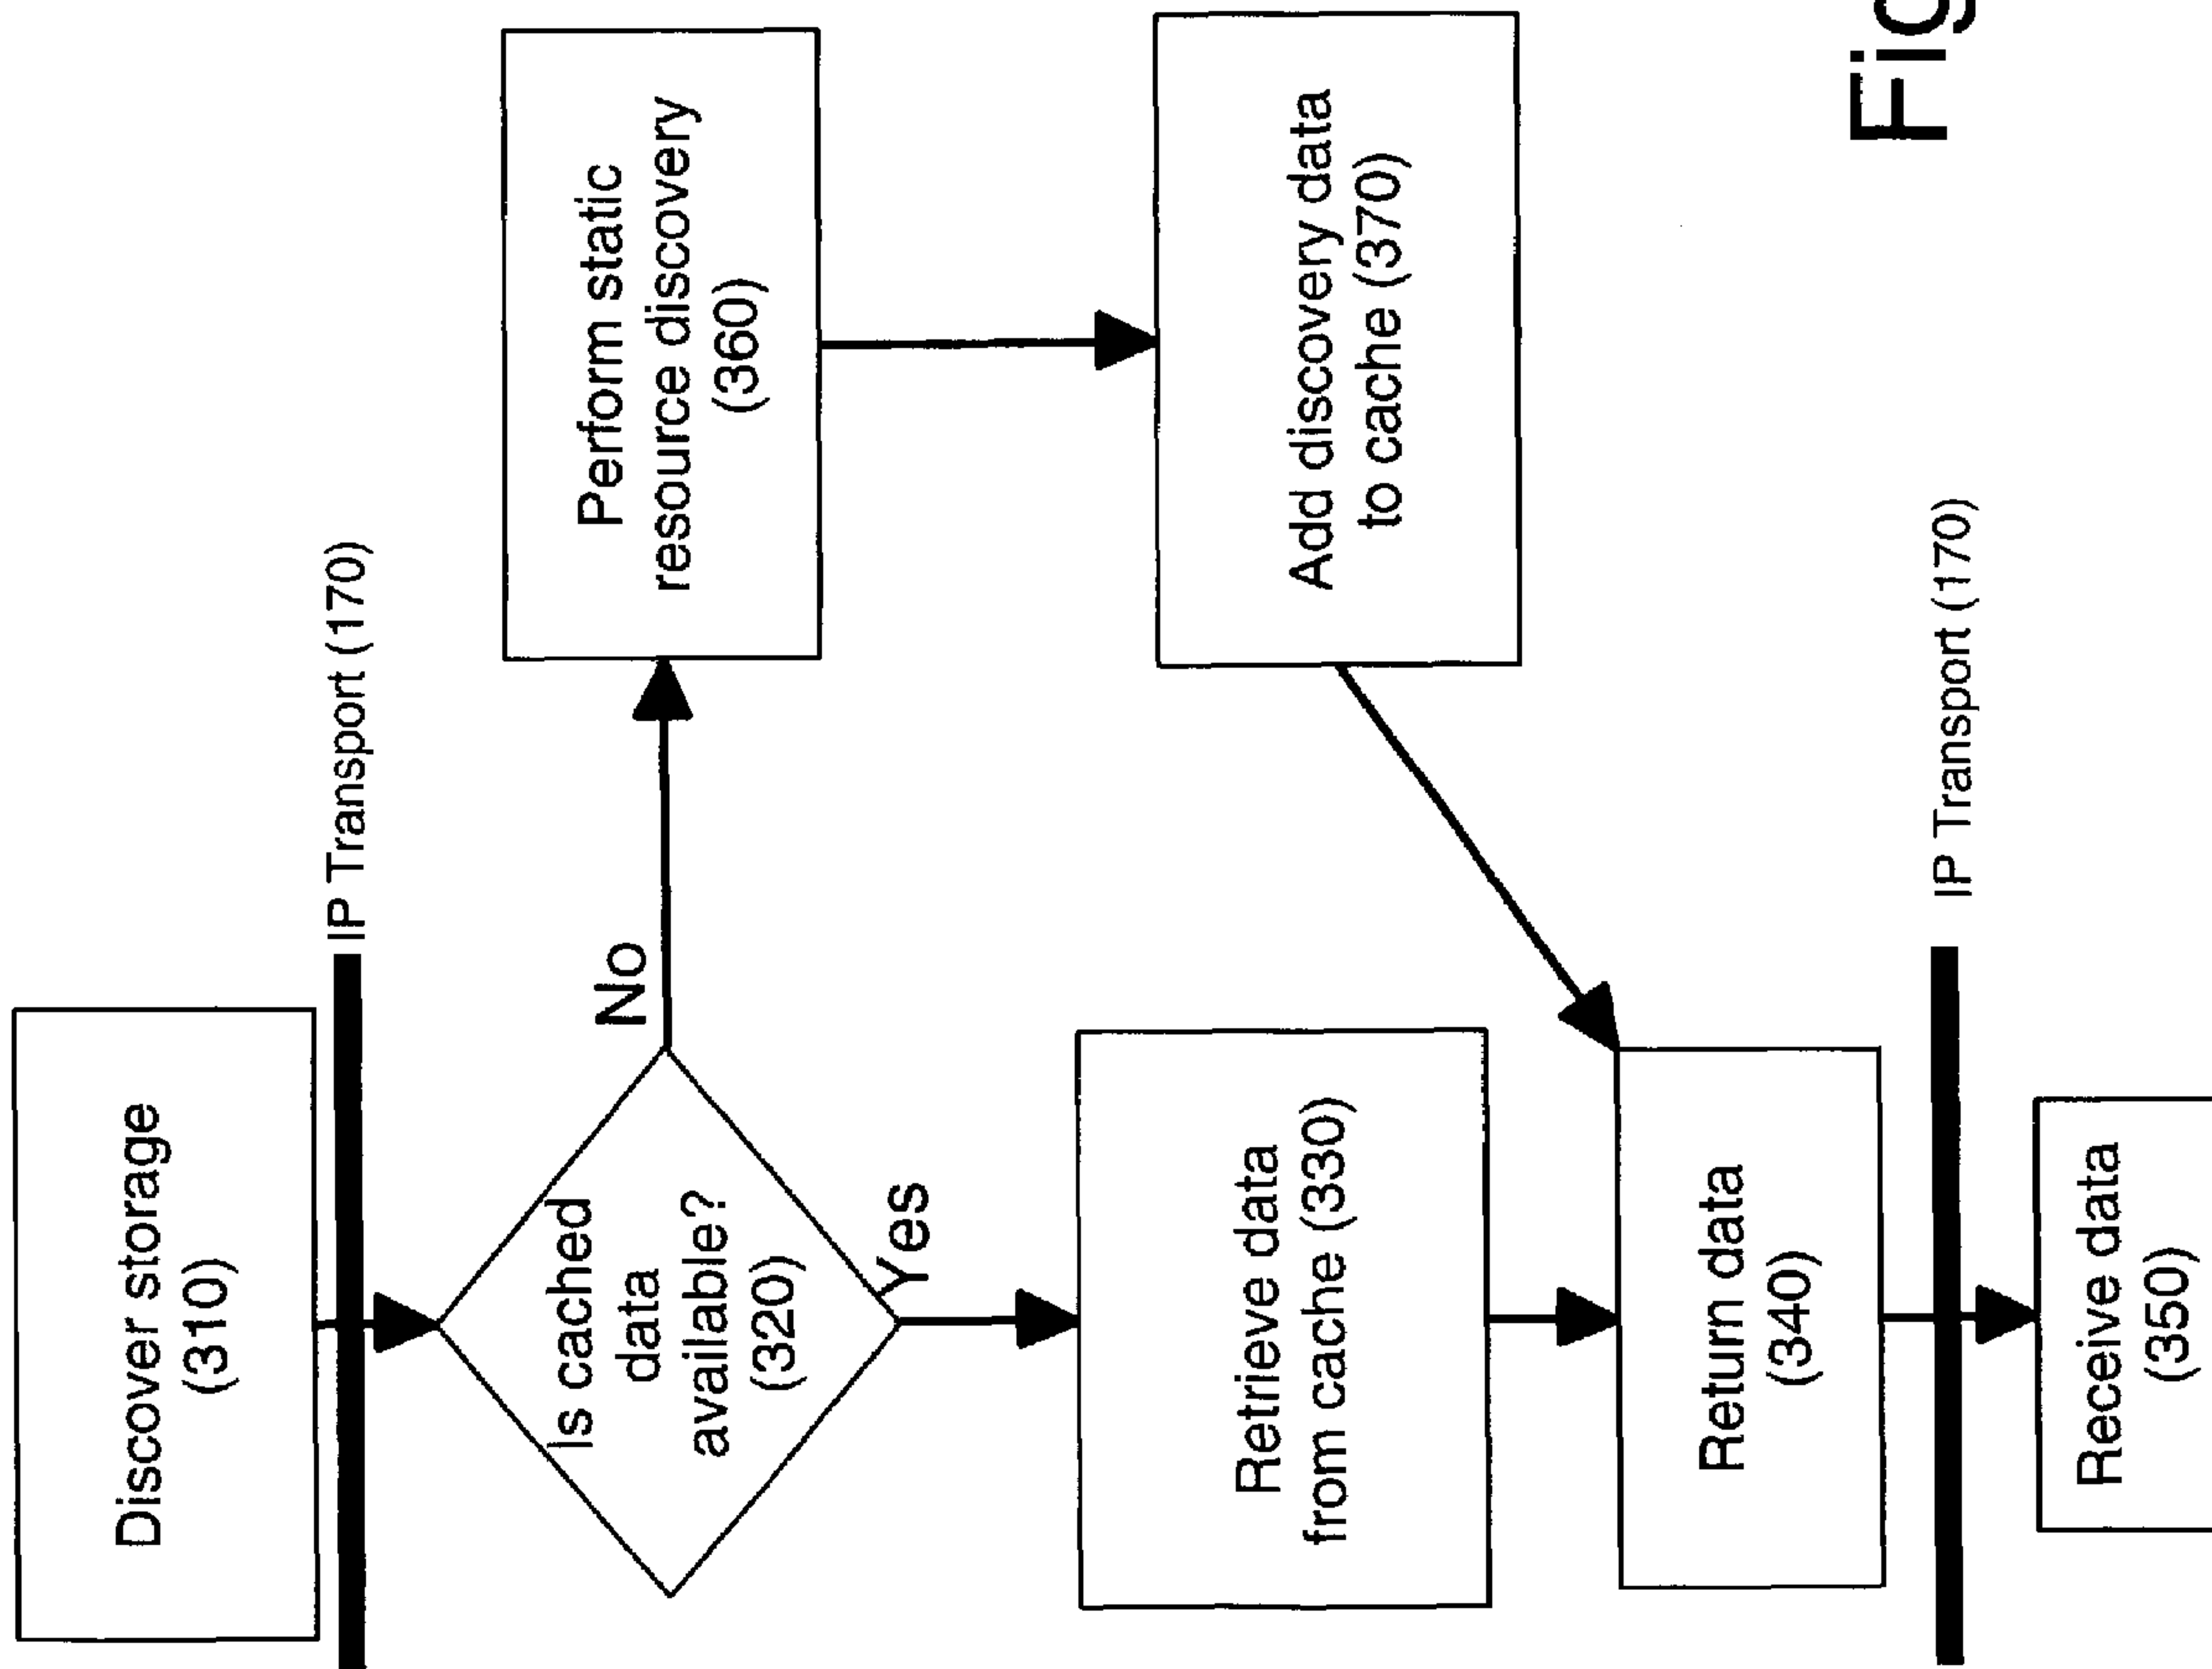 Discover storage
(310)
IP Transport (170)
Is cached
data
available?
(320)
No
Yes
Perform static
resource discovery
(360)
Retrieve data
from cache (330)
Add discovery data
to cache (370)
Return data
(340)
IP Transport (170)
Receive data
(350)
Fig